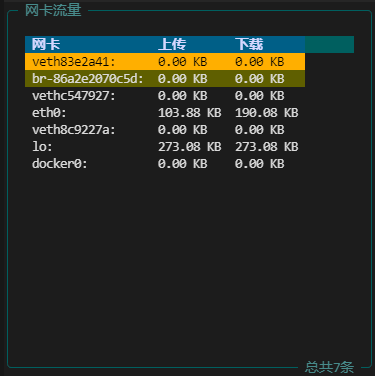 网卡流量
网卡 上传 下载
veth83e2a41: 0.00 KB 0.00 KB
br-86a2e2070c5d: 0.00 KB 0.00 KB
vethc547927: 0.00 KB 0.00 KB
eth0: 103.88 KB 190.08 KB
veth8c9227a: 0.00 KB 0.00 KB
lo: 273.08 KB 273.08 KB
docker0: 0.00 KB 0.00 KB
总共7条